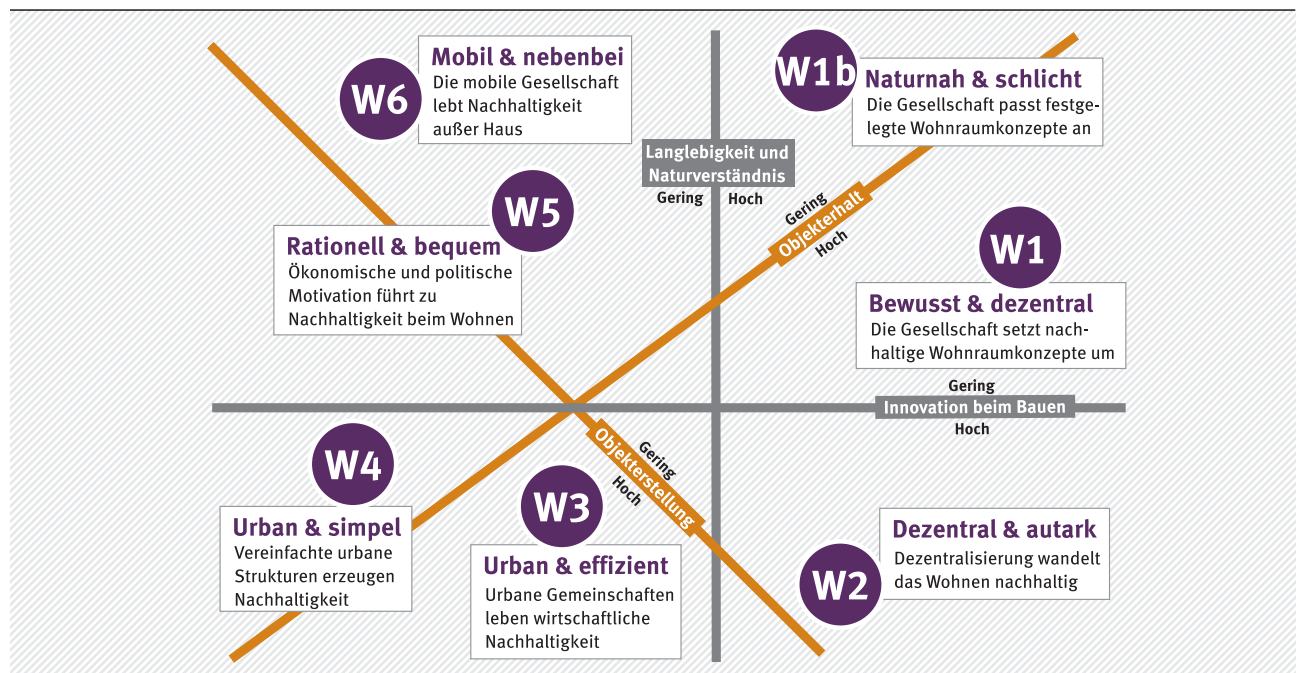 W6
Mobil & nebenbei
Die mobile Gesellschaft
lebt Nachhaltigkeit
außer Haus
W1b
Naturnah & schlicht
Die Gesellschaft passt festge-
legte Wohnraumkonzepte an
Langlebigkeit und
Naturverständnis
Gering Hoch
Gering
Objekterhalt
Hoch
W5
Rationell & bequem
Ökonomische und politische
Motivation führt zu
Nachhaltigkeit beim Wohnen
W1
Bewusst & dezentral
Die Gesellschaft setzt nach-
haltige Wohnraumkonzepte um
Gering
Innovation beim Bauen
Hoch
Gering
Objekterstellung
Hoch
W4
Urban & simpel
Vereinfachte urbane
Strukturen erzeugen
Nachhaltigkeit
W3
Urban & effizient
Urbane Gemeinschaften
leben wirtschaftliche
Nachhaltigkeit
W2
Dezentral & autark
Dezentralisierung wandelt
das Wohnen nachhaltig